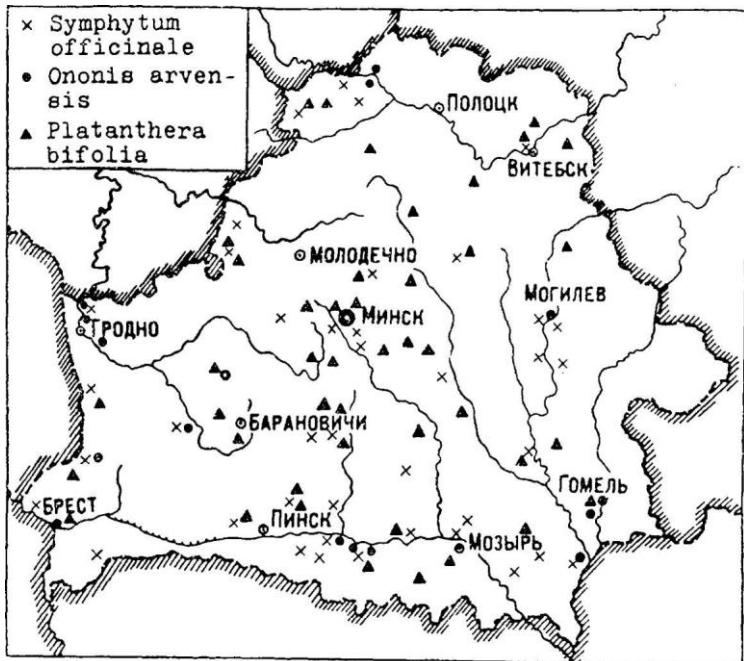 × Symphytum
officinale
• Ononis arven-
sis
▲ Platanthera
bifolia
ПОЛОЦК
ВИТЕБСК
МОЛОДЕЧНО
МИНСК
МОГИЛЕВ
ГРОДНО
БАРАНОВИЧИ
ГОМЕЛЬ
БРЕСТ
ПИНСК
МОЗЫРЬ